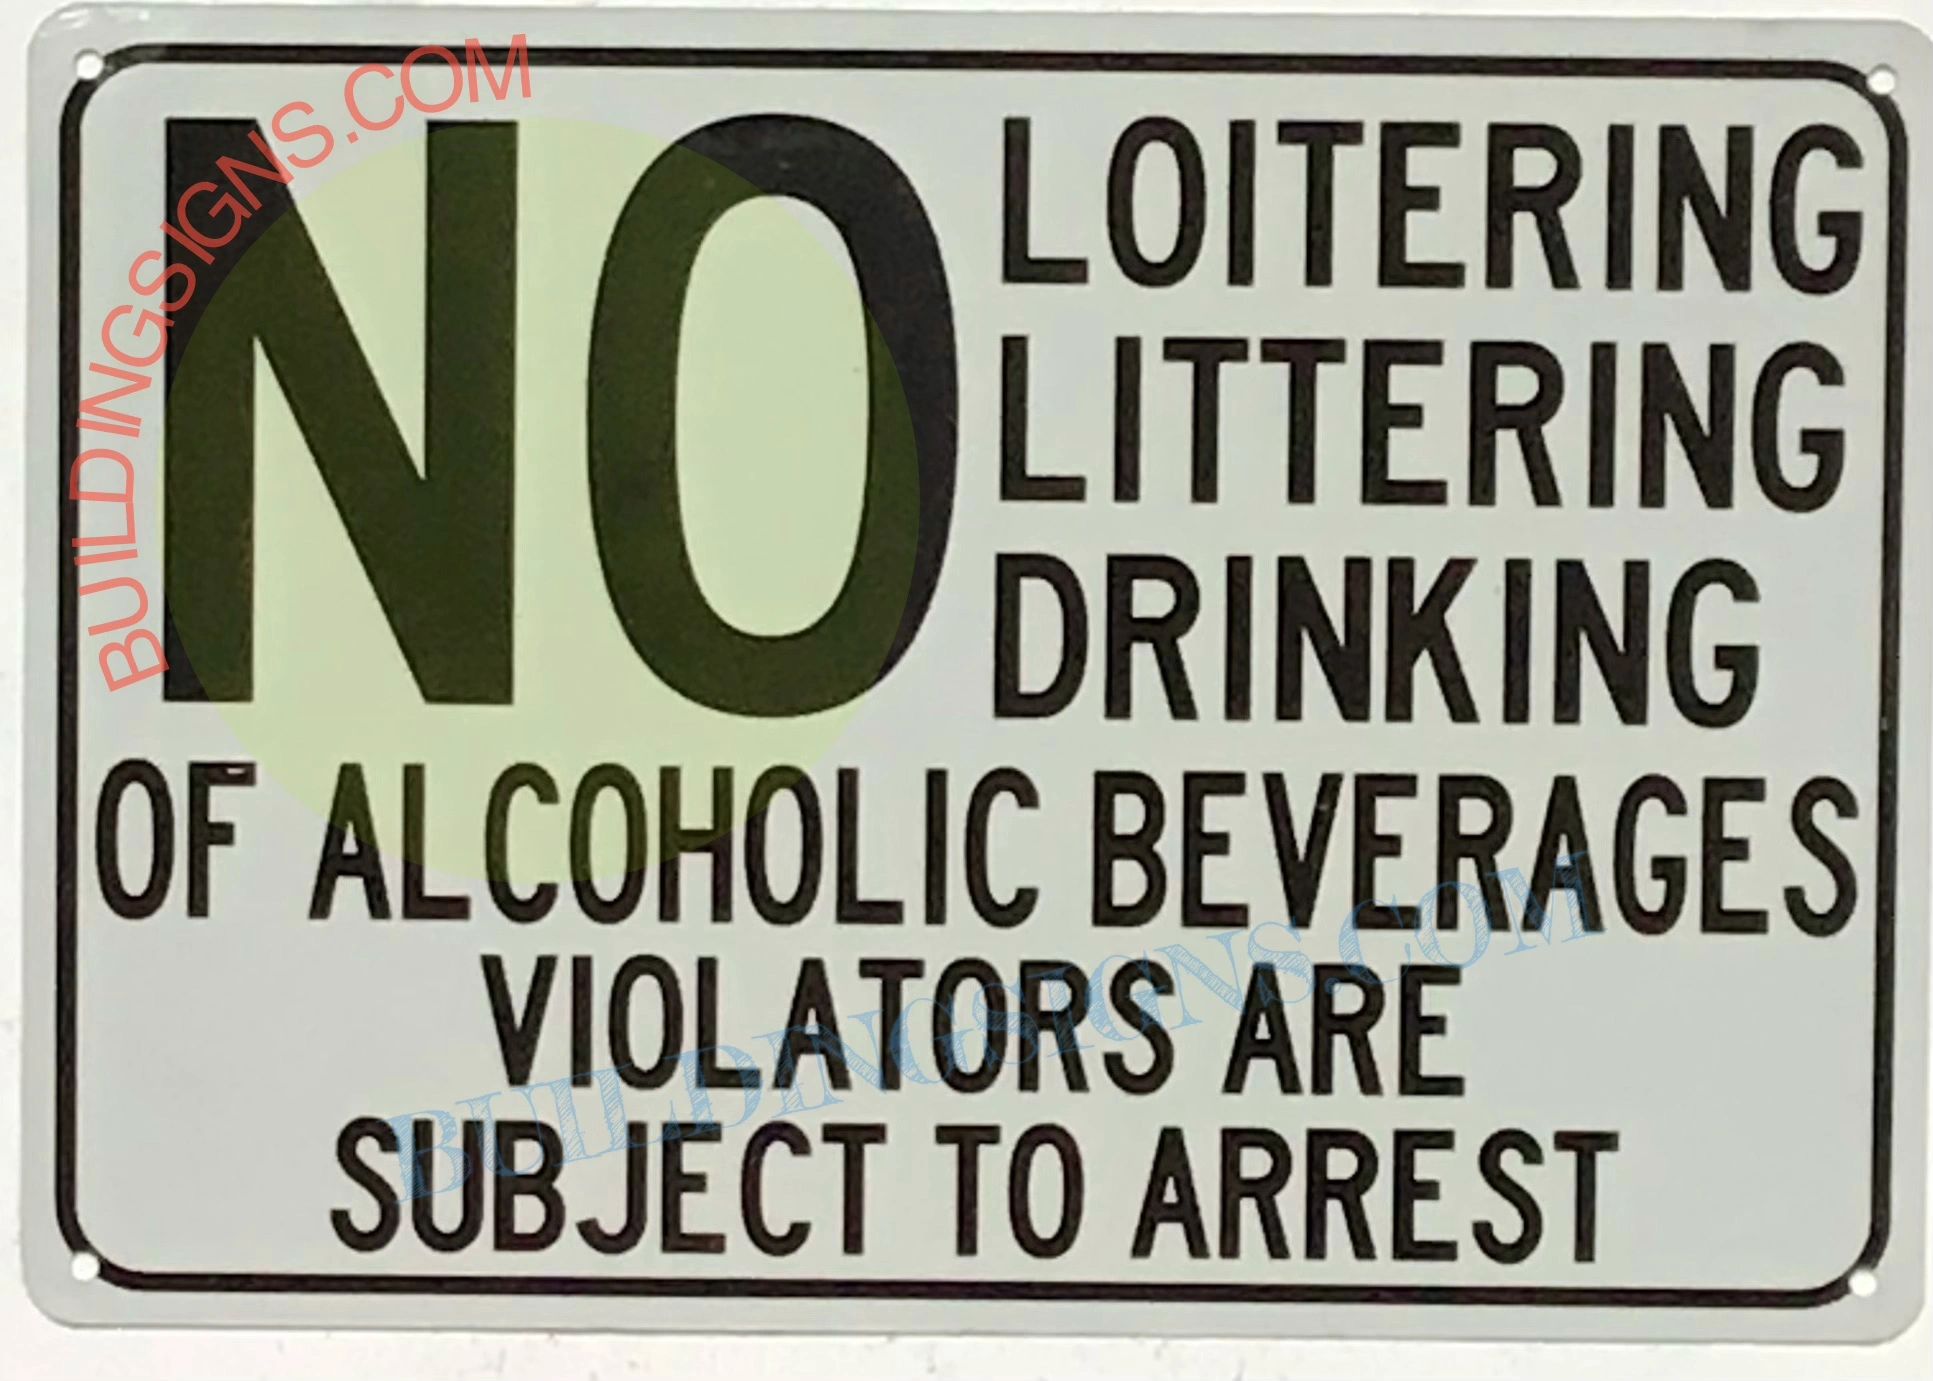 BUILDINGSIGNS.COM
NO LOITERING
LITTERING
DRINKING
OF ALCOHOLIC BEVERAGES
VIOLATORS ARE
SUBJECT TO ARREST
BUILDINGSIGNS.COM